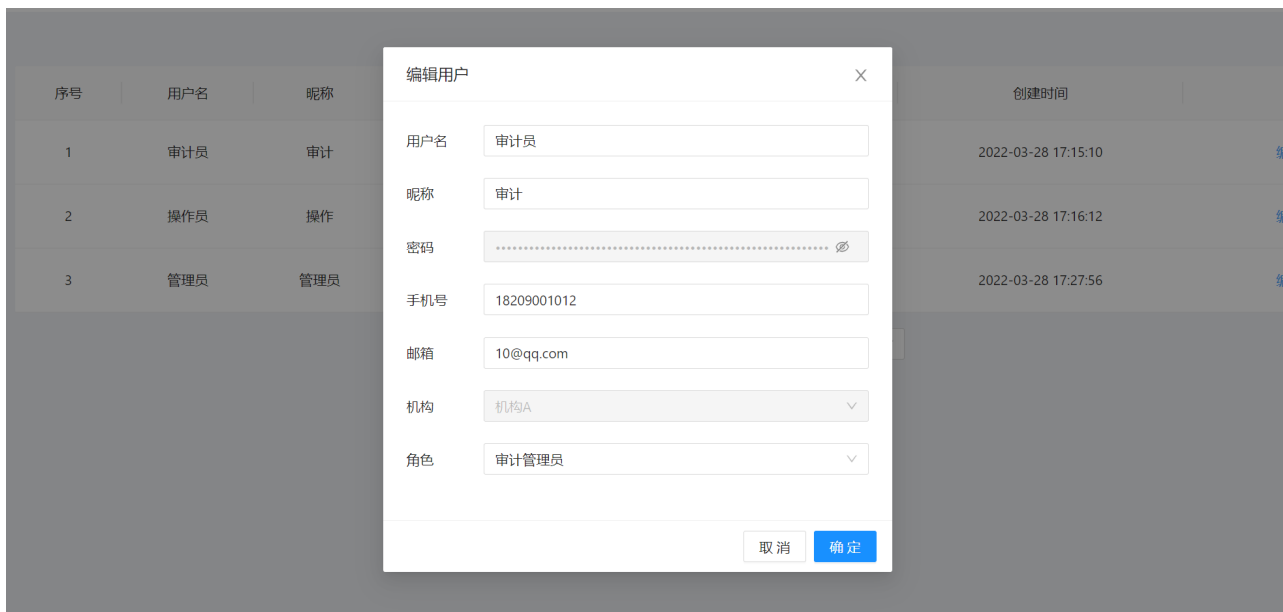 编辑用户
序号 用户名 昵称 创建时间
用户名 审计员
1 审计员 审计 2022-03-28 17:15:10
昵称 审计
2 操作员 操作 2022-03-28 17:16:12
密码
3 管理员 管理员 2022-03-28 17:27:56
手机号 18209001012
邮箱 10@qq.com
机构 机构A
角色 审计管理员
取消 确定